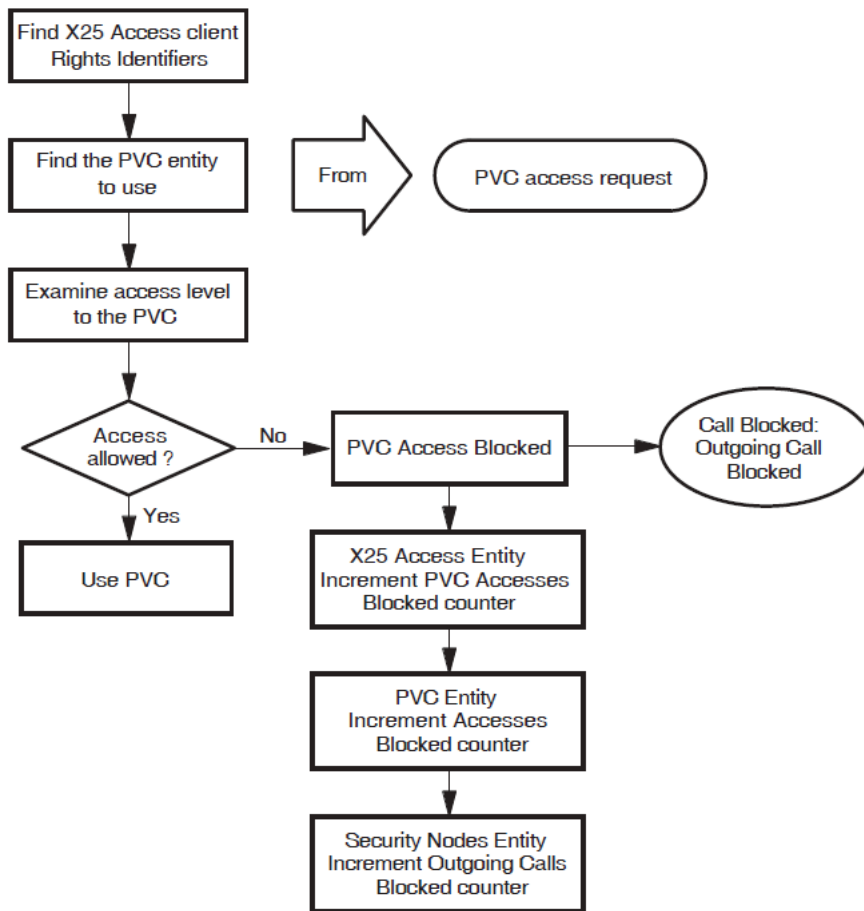 Find X25 Access client
Rights Identifiers
Find the PVC entity
to use
From
PVC access request
Examine access level
to the PVC
Access
allowed ?
No
PVC Access Blocked
Call Blocked:
Outgoing Call
Blocked
Yes
Use PVC
X25 Access Entity
Increment PVC Accesses
Blocked counter
PVC Entity
Increment Accesses
Blocked counter
Security Nodes Entity
Increment Outgoing Calls
Blocked counter